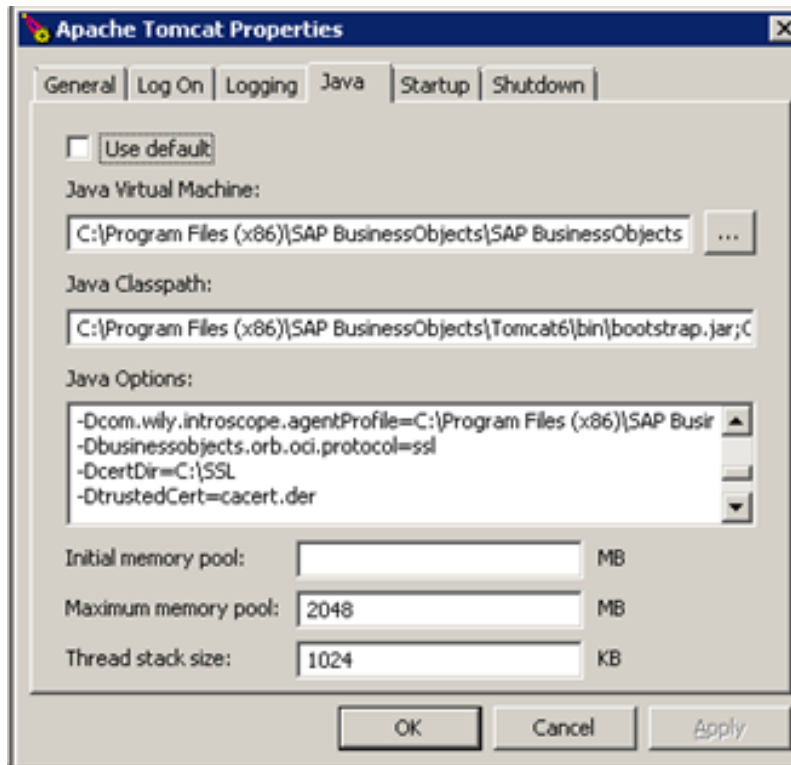 Apache Tomcat Properties
General Log On Logging Java Startup Shutdown
Use default
Java Virtual Machine:
C:\Program Files (x86)\SAP BusinessObjects\SAP BusinessObjects ...
Java Classpath:
C:\Program Files (x86)\SAP BusinessObjects\Tomcat6\bin\bootstrap.jar;C
Java Options:
-Dcom.wily.introscope.agentProfile=C:\Program Files (x86)\SAP Busir
-Dbusinessobjects.orb.oci.protocol=ssl
-DcertDir=C:\SSL
-DtrustedCert=cacert.der
Initial memory pool: MB
Maximum memory pool: 2048 MB
Thread stack size: 1024 KB
OK Cancel Apply